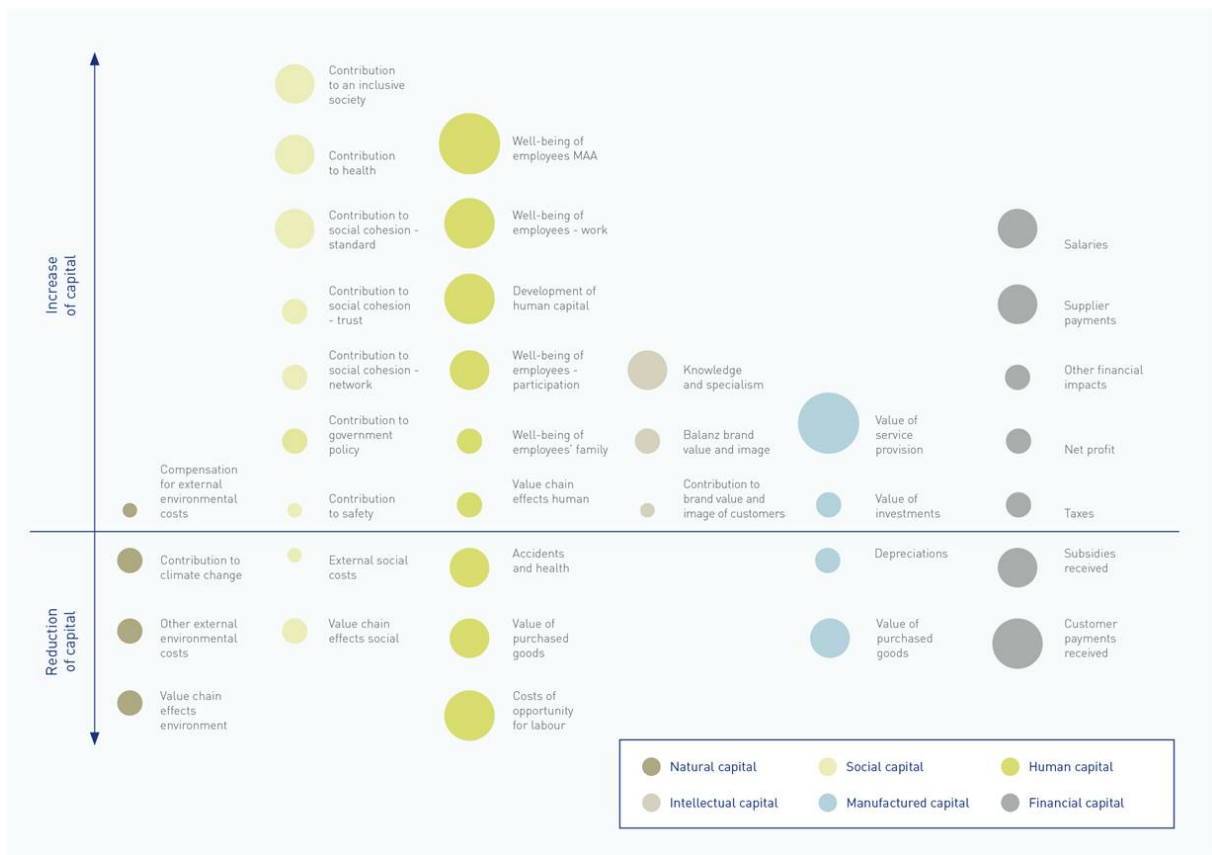 Increase
of capital
Reduction
of capital
Compensation
for external
environmental
costs
Contribution to
climate change
Other external
environmental
costs
Value chain
effects
environment
Contribution
to an inclusive
society
Contribution
to health
Contribution to
social cohesion -
standard
Contribution to
social cohesion
- trust
Contribution to
social cohesion -
network
Contribution to
government
policy
Contribution
to safety
External social
costs
Value chain
effects social
Well-being of
employees MAA
Well-being of
employees - work
Development of
human capital
Well-being of
employees -
participation
Well-being of
employees' family
Value chain
effects human
Accidents
and health
Value of
purchased
goods
Costs of
opportunity
for labour
Knowledge
and specialism
Balanz brand
value and image
Contribution to
brand value and
image of customers
Value of
service
provision
Value of
investments
Depreciations
Value of
purchased
goods
Salaries
Supplier
payments
Other financial
impacts
Net profit
Taxes
Subsidies
received
Customer
payments
received
Natural capital
Social capital
Human capital
Intellectual capital
Manufactured capital
Financial capital